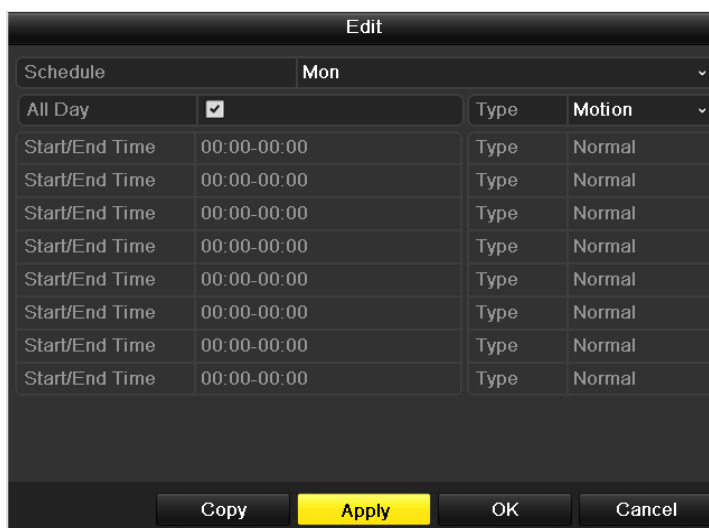 Edit
Schedule Mon
All Day Type Motion
Start/End Time 00:00-00:00 Type Normal
Start/End Time 00:00-00:00 Type Normal
Start/End Time 00:00-00:00 Type Normal
Start/End Time 00:00-00:00 Type Normal
Start/End Time 00:00-00:00 Type Normal
Start/End Time 00:00-00:00 Type Normal
Start/End Time 00:00-00:00 Type Normal
Start/End Time 00:00-00:00 Type Normal
Copy Apply OK Cancel